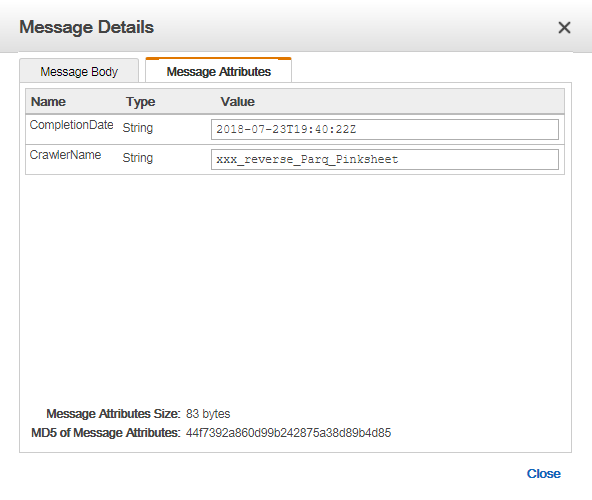 Message Details
Message Body Message Attributes
Name Type Value
CompletionDate String 2018-07-23T19:40:22Z
CrawlerName String xxx_reverse_Parq_Pinksheet
Message Attributes Size: 83 bytes
MD5 of Message Attributes: 44f7392a860d99b242875a38d89b4d85
Close